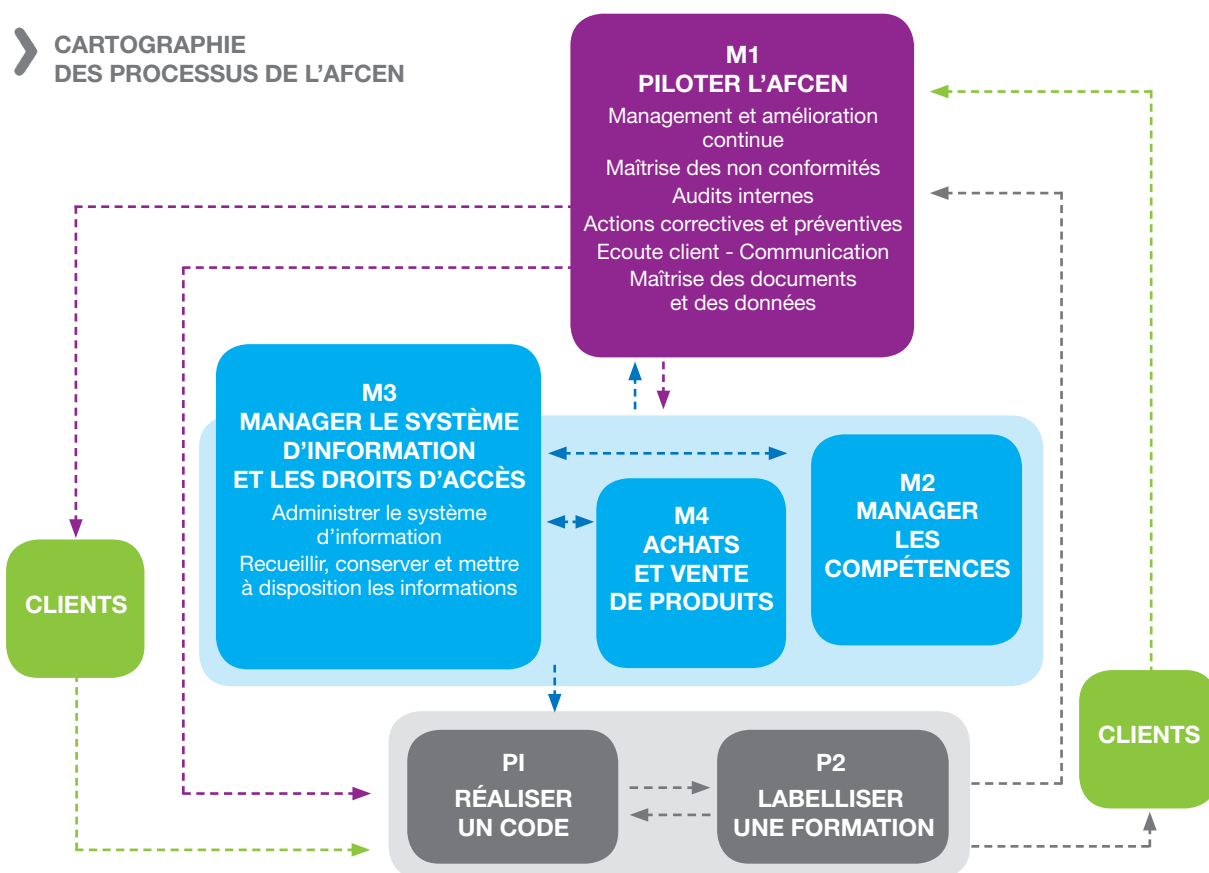 CARTOGRAPHIE
DES PROCESSUS DE L'AFCEN
M1
PILOTER L'AFCEN
Management et amélioration
continue
Maîtrise des non conformités
Audits internes
Actions correctives et préventives
Ecoute client - Communication
Maîtrise des documents
et des données
M3
MANAGER LE SYSTÈME
D'INFORMATION
ET LES DROITS D'ACCÈS
Administrer le système
d'information
Recueillir, conserver et mettre
à disposition les informations
M4
ACHATS
ET VENTE
DE PRODUITS
M2
MANAGER
LES
COMPÉTENCES
CLIENTS
CLIENTS
PI
RÉALISER
UN CODE
P2
LABELLISER
UNE FORMATION